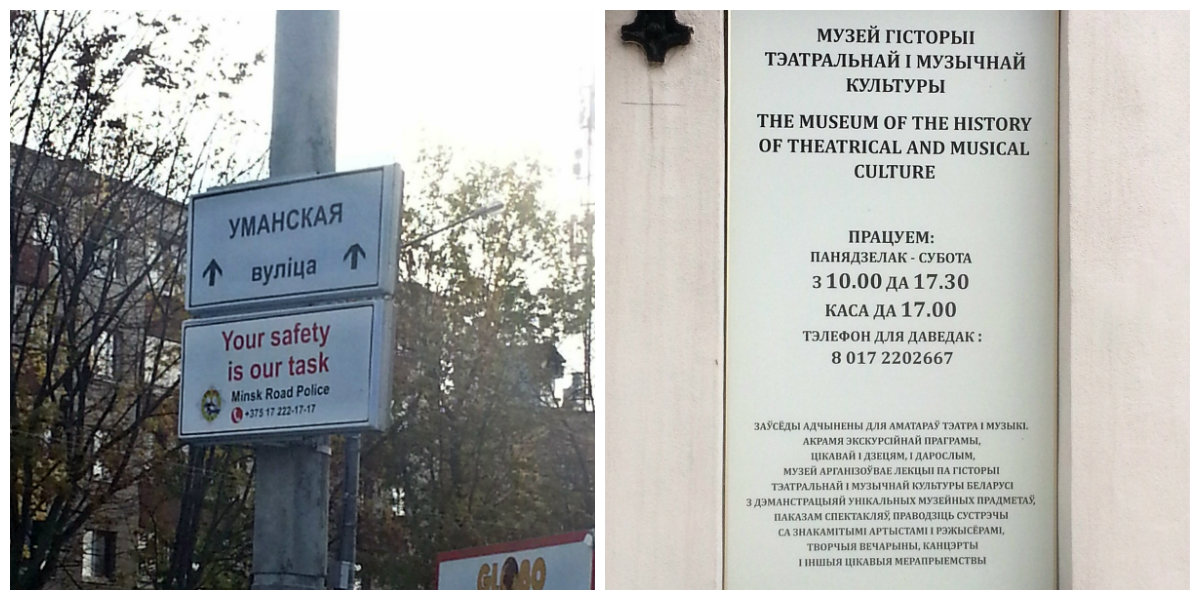 УМАНСКАЯ
вуліца
Your safety
is our task
Minsk Road Police
+375 17 222-17-17
GLOBO
МУЗЕЙ ГІСТОРЫІ
ТЭАТРАЛЬНАЙ І МУЗЫЧНАЙ
КУЛЬТУРЫ
THE MUSEUM OF THE HISTORY
OF THEATRICAL AND MUSICAL
CULTURE
ПРАЦУЕМ:
ПАНЯДЗЕЛАК - СУБОТА
З 10.00 ДА 17.30
КАСА ДА 17.00
ТЭЛЕФОН ДЛЯ ДАВЕДАК :
8 017 2202667
ЗАЎСЁДЫ АДЧЫНЕНЫ ДЛЯ АМАТАРАЎ ТЭАТРА І МУЗЫКІ.
АКРАМЯ ЭКСКУРСІЙНАЙ ПРАГРАМЫ,
ЦІКАВАЙ І ДЗЕЦЯМ, І ДАРОСЛЫМ,
МУЗЕЙ АРГАНІЗОЎВАЕ ЛЕКЦЫІ ПА ГІСТОРЫІ
ТЭАТРАЛЬНАЙ І МУЗЫЧНАЙ КУЛЬТУРЫ БЕЛАРУСІ
З ДЭМАНСТРАЦЫЯЙ УНІКАЛЬНЫХ МУЗЕЙНЫХ ПРАДМЕТАЎ,
ПАКАЗАМ СПЕКТАКЛЯЎ, ПРАВОДЗІЦЬ СУСТРЭЧЫ
СА ЗНАКАМІТЫМІ АРТЫСТАМІ І РЭЖЫСЁРАМІ,
ТВОРЧЫЯ ВЕЧАРЫНЫ, КАНЦЭРТЫ
І ІНШЫЯ ЦІКАВЫЯ МЕРАПРЫЕМСТВЫ